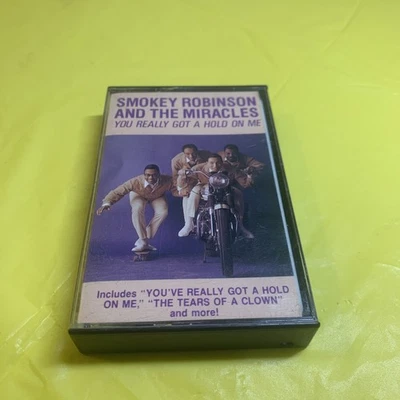 SMOKEY ROBINSON
AND THE MIRACLES
YOU REALLY GOT A HOLD ON ME
Includes "YOU'VE REALLY GOT A HOLD
ON ME," "THE TEARS OF A CLOWN"
and more!